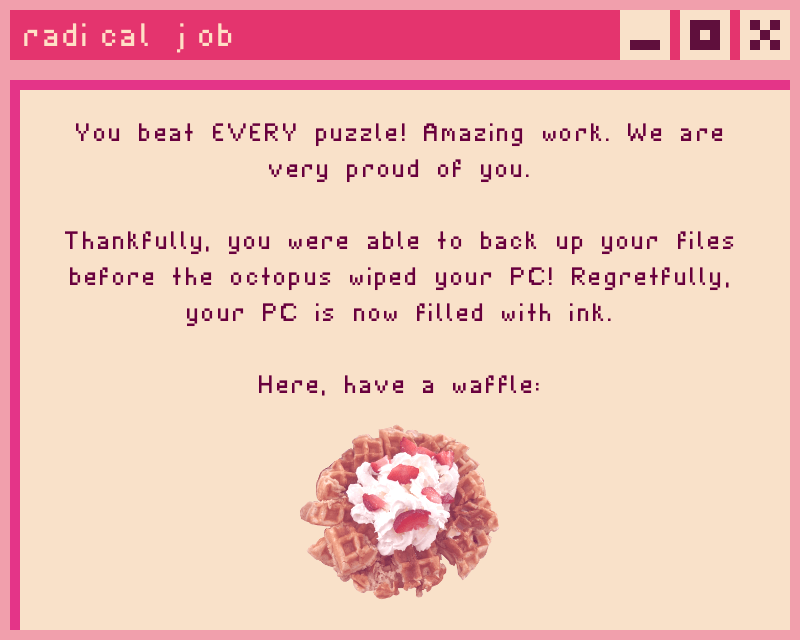 radical job
You beat EVERY puzzle! Amazing work. We are
very proud of you.
Thankfully, you were able to back up your files
before the octopus wiped your PC! Regretfully,
your PC is now filled with ink.
Here, have a waffle: